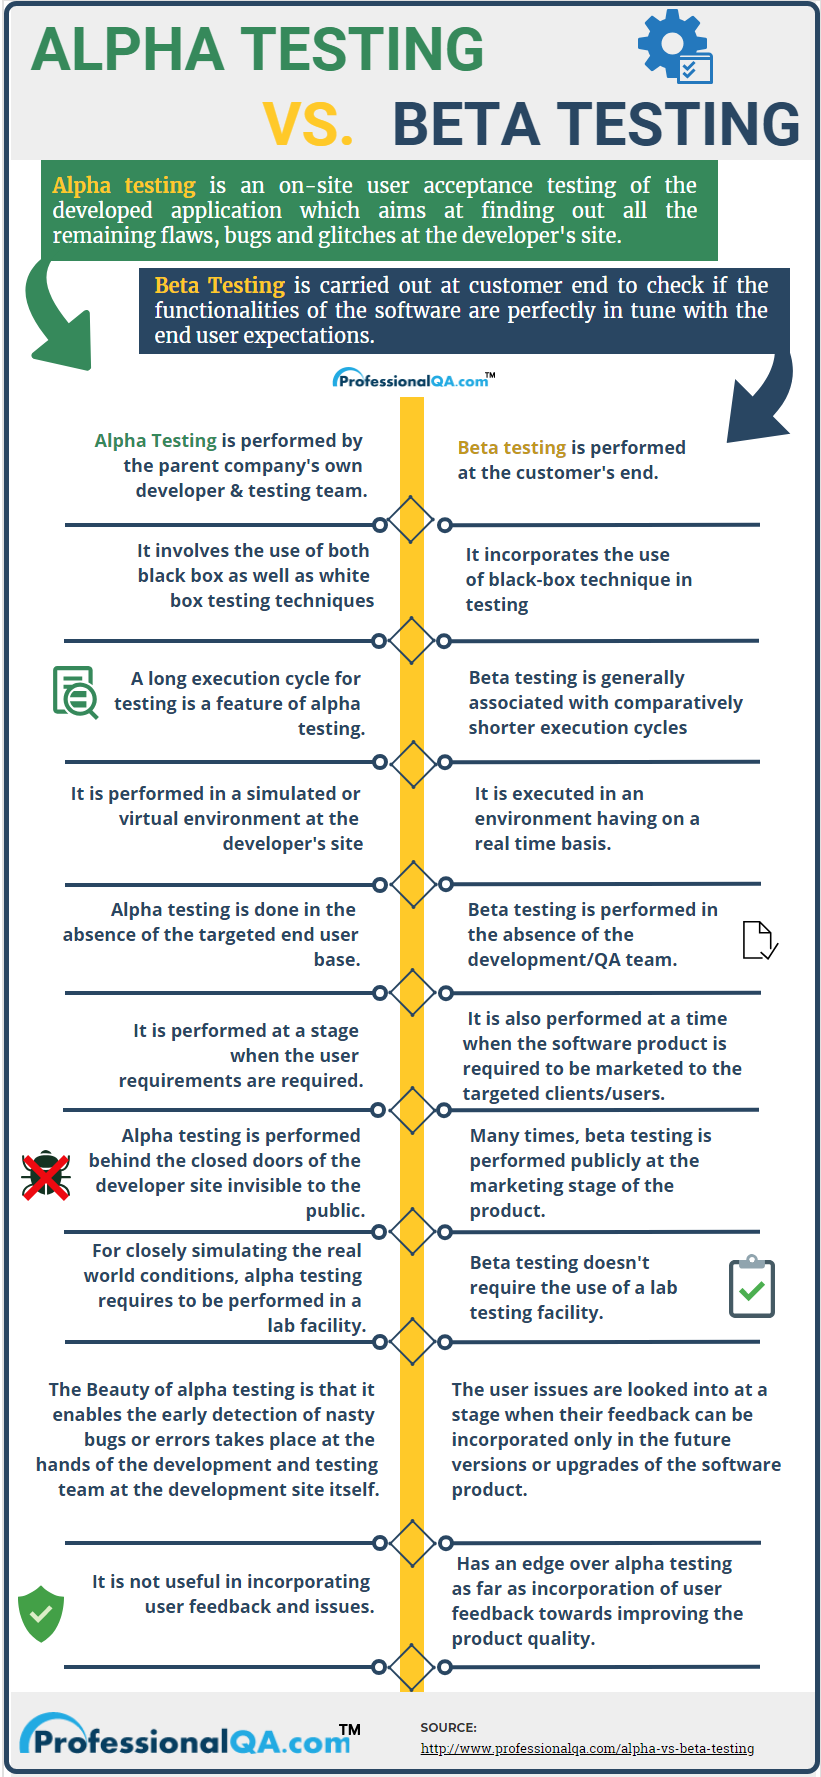 ALPHA TESTING
VS. BETA TESTING
Alpha testing is an on-site user acceptance testing of the
developed application which aims at finding out all the
remaining flaws, bugs and glitches at the developer's site.
Beta Testing is carried out at customer end to check if the
functionalities of the software are perfectly in tune with the
end user expectations.
ProfessionalQA.com™
Alpha Testing is performed by
the parent company's own
developer & testing team.
Beta testing is performed
at the customer's end.
It involves the use of both
black box as well as white
box testing techniques
It incorporates the use
of black-box technique in
testing
A long execution cycle for
testing is a feature of alpha
testing.
Beta testing is generally
associated with comparatively
shorter execution cycles
It is performed in a simulated or
virtual environment at the
developer's site
It is executed in an
environment having on a
real time basis.
Alpha testing is done in the
absence of the targeted end user
base.
Beta testing is performed in
the absence of the
development/QA team.
It is performed at a stage
when the user
requirements are required.
It is also performed at a time
when the software product is
required to be marketed to the
targeted clients/users.
Alpha testing is performed
behind the closed doors of the
developer site invisible to the
public.
Many times, beta testing is
performed publicly at the
marketing stage of the
product.
For closely simulating the real
world conditions, alpha testing
requires to be performed in a
lab facility.
Beta testing doesn't
require the use of a lab
testing facility.
The Beauty of alpha testing is that it
enables the early detection of nasty
bugs or errors takes place at the
hands of the development and testing
team at the development site itself.
The user issues are looked into at a
stage when their feedback can be
incorporated only in the future
versions or upgrades of the software
product.
It is not useful in incorporating
user feedback and issues.
Has an edge over alpha testing
as far as incorporation of user
feedback towards improving the
product quality.
ProfessionalQA.com™
SOURCE:
http://www.professionalqa.com/alpha-vs-beta-testing